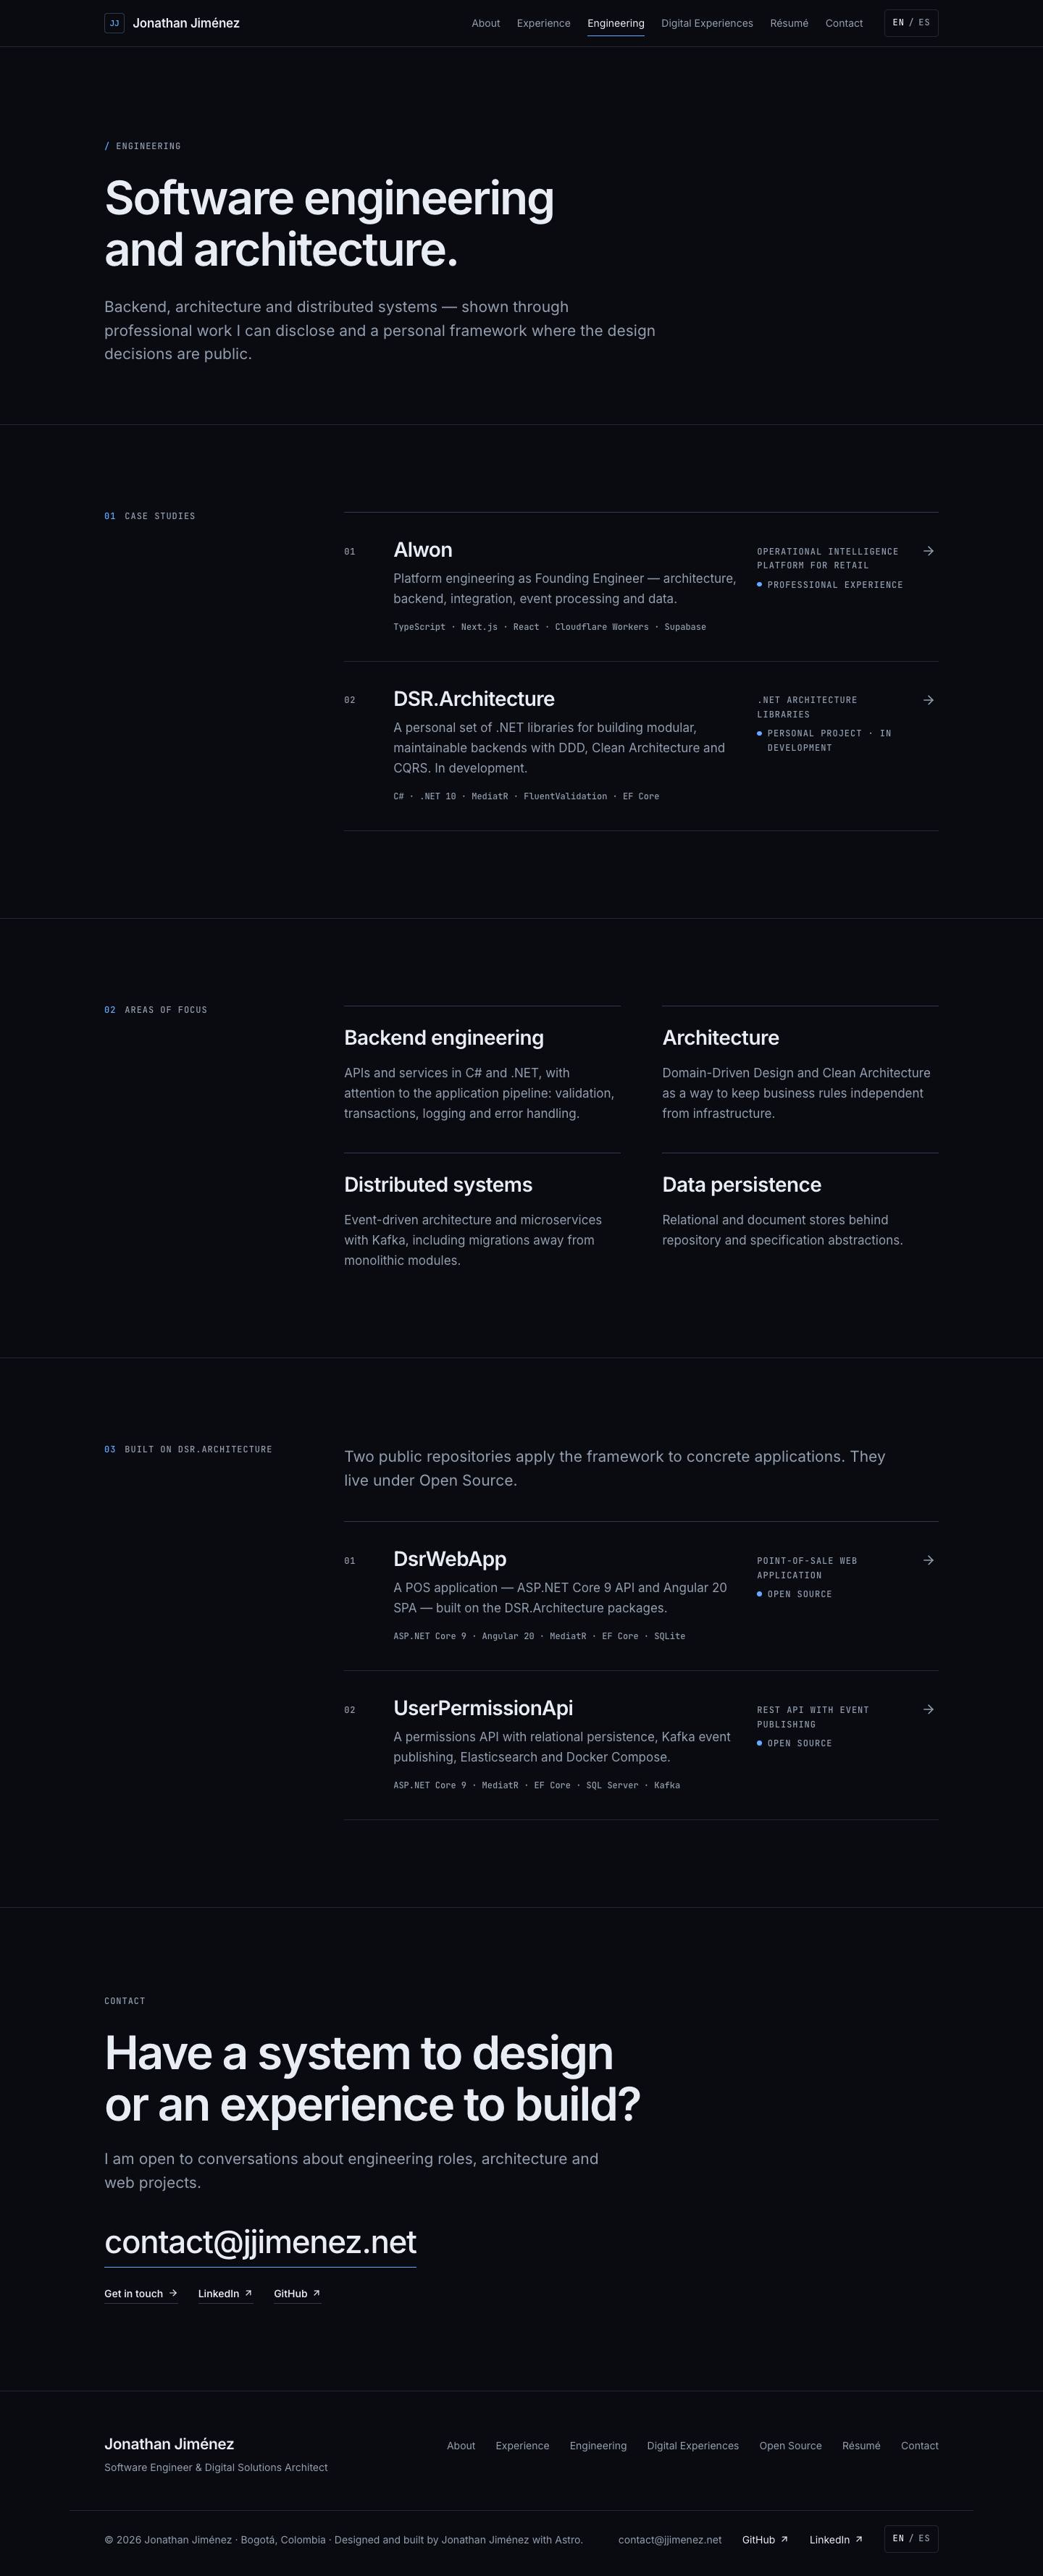 JJ Jonathan Jiménez About Experience Engineering Digital Experiences Résumé Contact EN / ES
/ ENGINEERING
Software engineering
and architecture.
Backend, architecture and distributed systems — shown through
professional work I can disclose and a personal framework where the design
decisions are public.
01 CASE STUDIES
01
Alwon
Platform engineering as Founding Engineer — architecture,
backend, integration, event processing and data.
TypeScript · Next.js · React · Cloudflare Workers · Supabase
OPERATIONAL INTELLIGENCE
PLATFORM FOR RETAIL
PROFESSIONAL EXPERIENCE
02
DSR.Architecture
A personal set of .NET libraries for building modular,
maintainable backends with DDD, Clean Architecture and
CQRS. In development.
C# · .NET 10 · MediatR · FluentValidation · EF Core
.NET ARCHITECTURE
LIBRARIES
PERSONAL PROJECT · IN
DEVELOPMENT
02 AREAS OF FOCUS
Backend engineering
APIs and services in C# and .NET, with
attention to the application pipeline: validation,
transactions, logging and error handling.
Architecture
Domain-Driven Design and Clean Architecture
as a way to keep business rules independent
from infrastructure.
Distributed systems
Event-driven architecture and microservices
with Kafka, including migrations away from
monolithic modules.
Data persistence
Relational and document stores behind
repository and specification abstractions.
03 BUILT ON DSR.ARCHITECTURE
Two public repositories apply the framework to concrete applications. They
live under Open Source.
01
DsrWebApp
A POS application — ASP.NET Core 9 API and Angular 20
SPA — built on the DSR.Architecture packages.
ASP.NET Core 9 · Angular 20 · MediatR · EF Core · SQLite
POINT-OF-SALE WEB
APPLICATION
OPEN SOURCE
02
UserPermissionApi
A permissions API with relational persistence, Kafka event
publishing, Elasticsearch and Docker Compose.
ASP.NET Core 9 · MediatR · EF Core · SQL Server · Kafka
REST API WITH EVENT
PUBLISHING
OPEN SOURCE
CONTACT
Have a system to design
or an experience to build?
I am open to conversations about engineering roles, architecture and
web projects.
contact@jjimenez.net
Get in touch → LinkedIn ↗ GitHub ↗
Jonathan Jiménez
Software Engineer & Digital Solutions Architect
About Experience Engineering Digital Experiences Open Source Résumé Contact
© 2026 Jonathan Jiménez · Bogotá, Colombia · Designed and built by Jonathan Jiménez with Astro. contact@jjimenez.net GitHub ↗ LinkedIn ↗ EN / ES